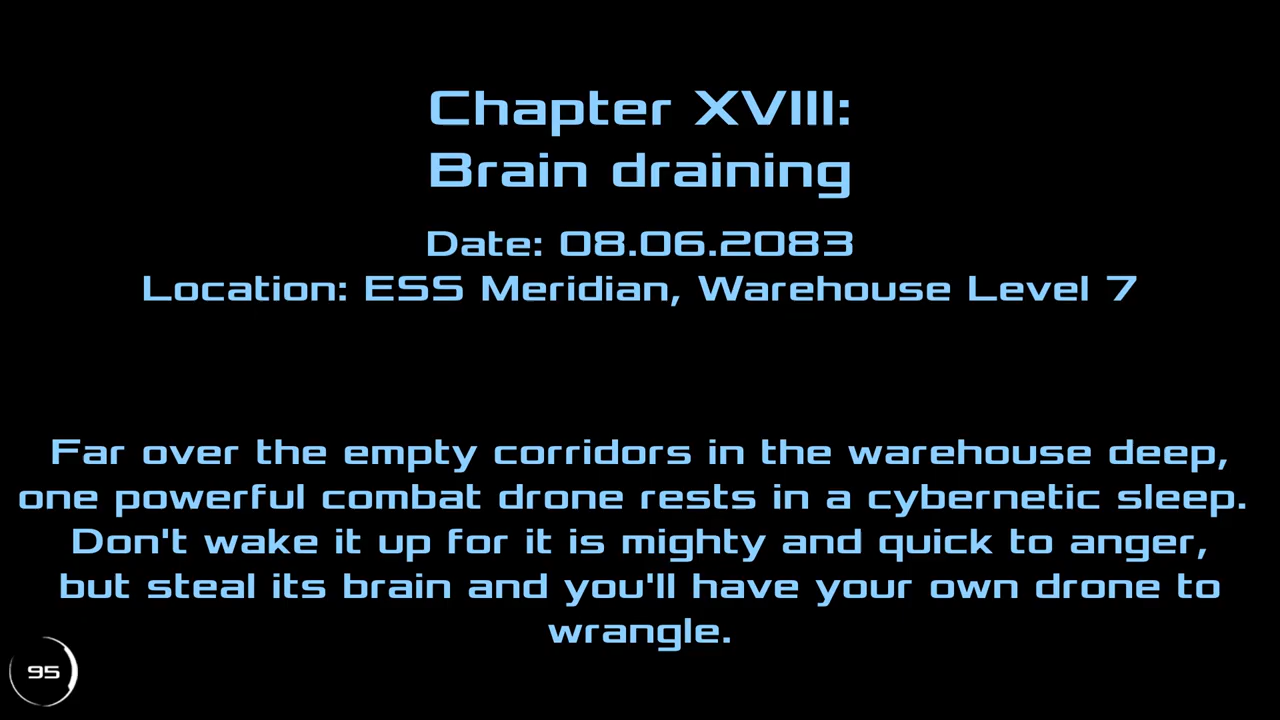 Chapter XVIII:
Brain draining
Date: 08.06.2083
Location: ESS Meridian, Warehouse Level 7
Far over the empty corridors in the warehouse deep,
one powerful combat drone rests in a cybernetic sleep.
Don't wake it up for it is mighty and quick to anger,
but steal its brain and you'll have your own drone to
wrangle.
95